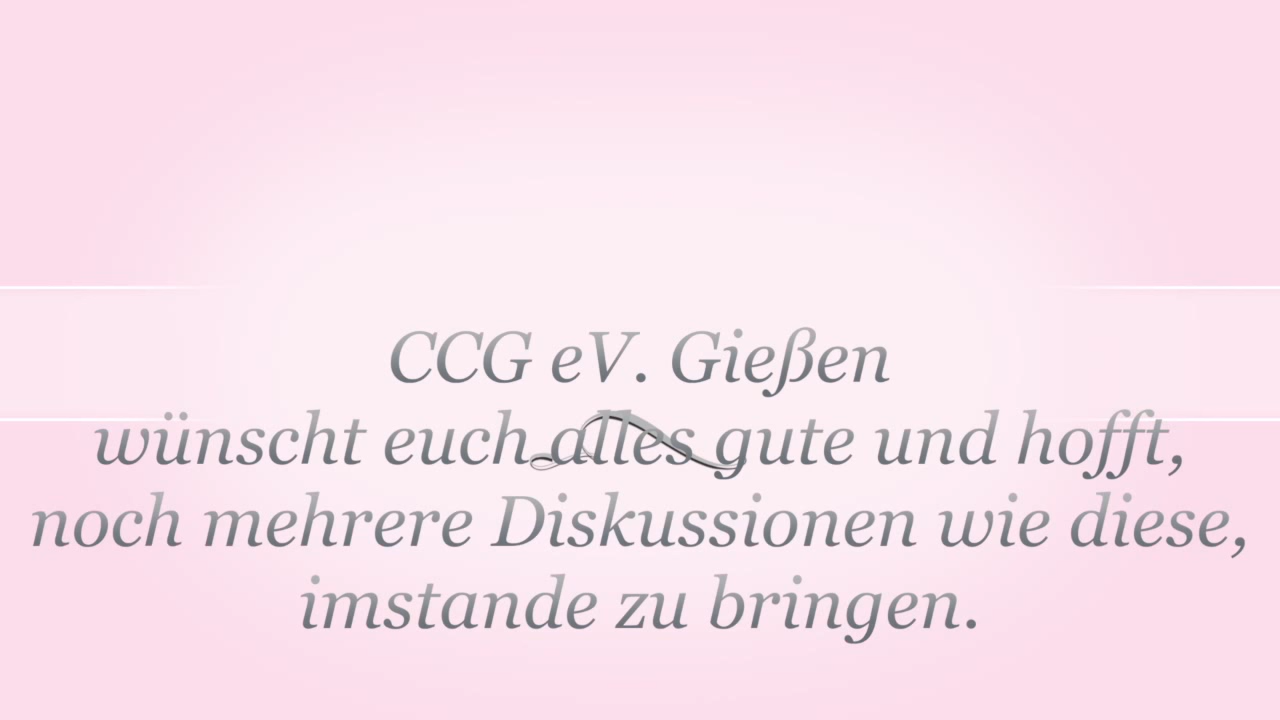 CCG eV. Gießen
wünscht euch alles gute und hofft,
noch mehrere Diskussionen wie diese,
imstande zu bringen.